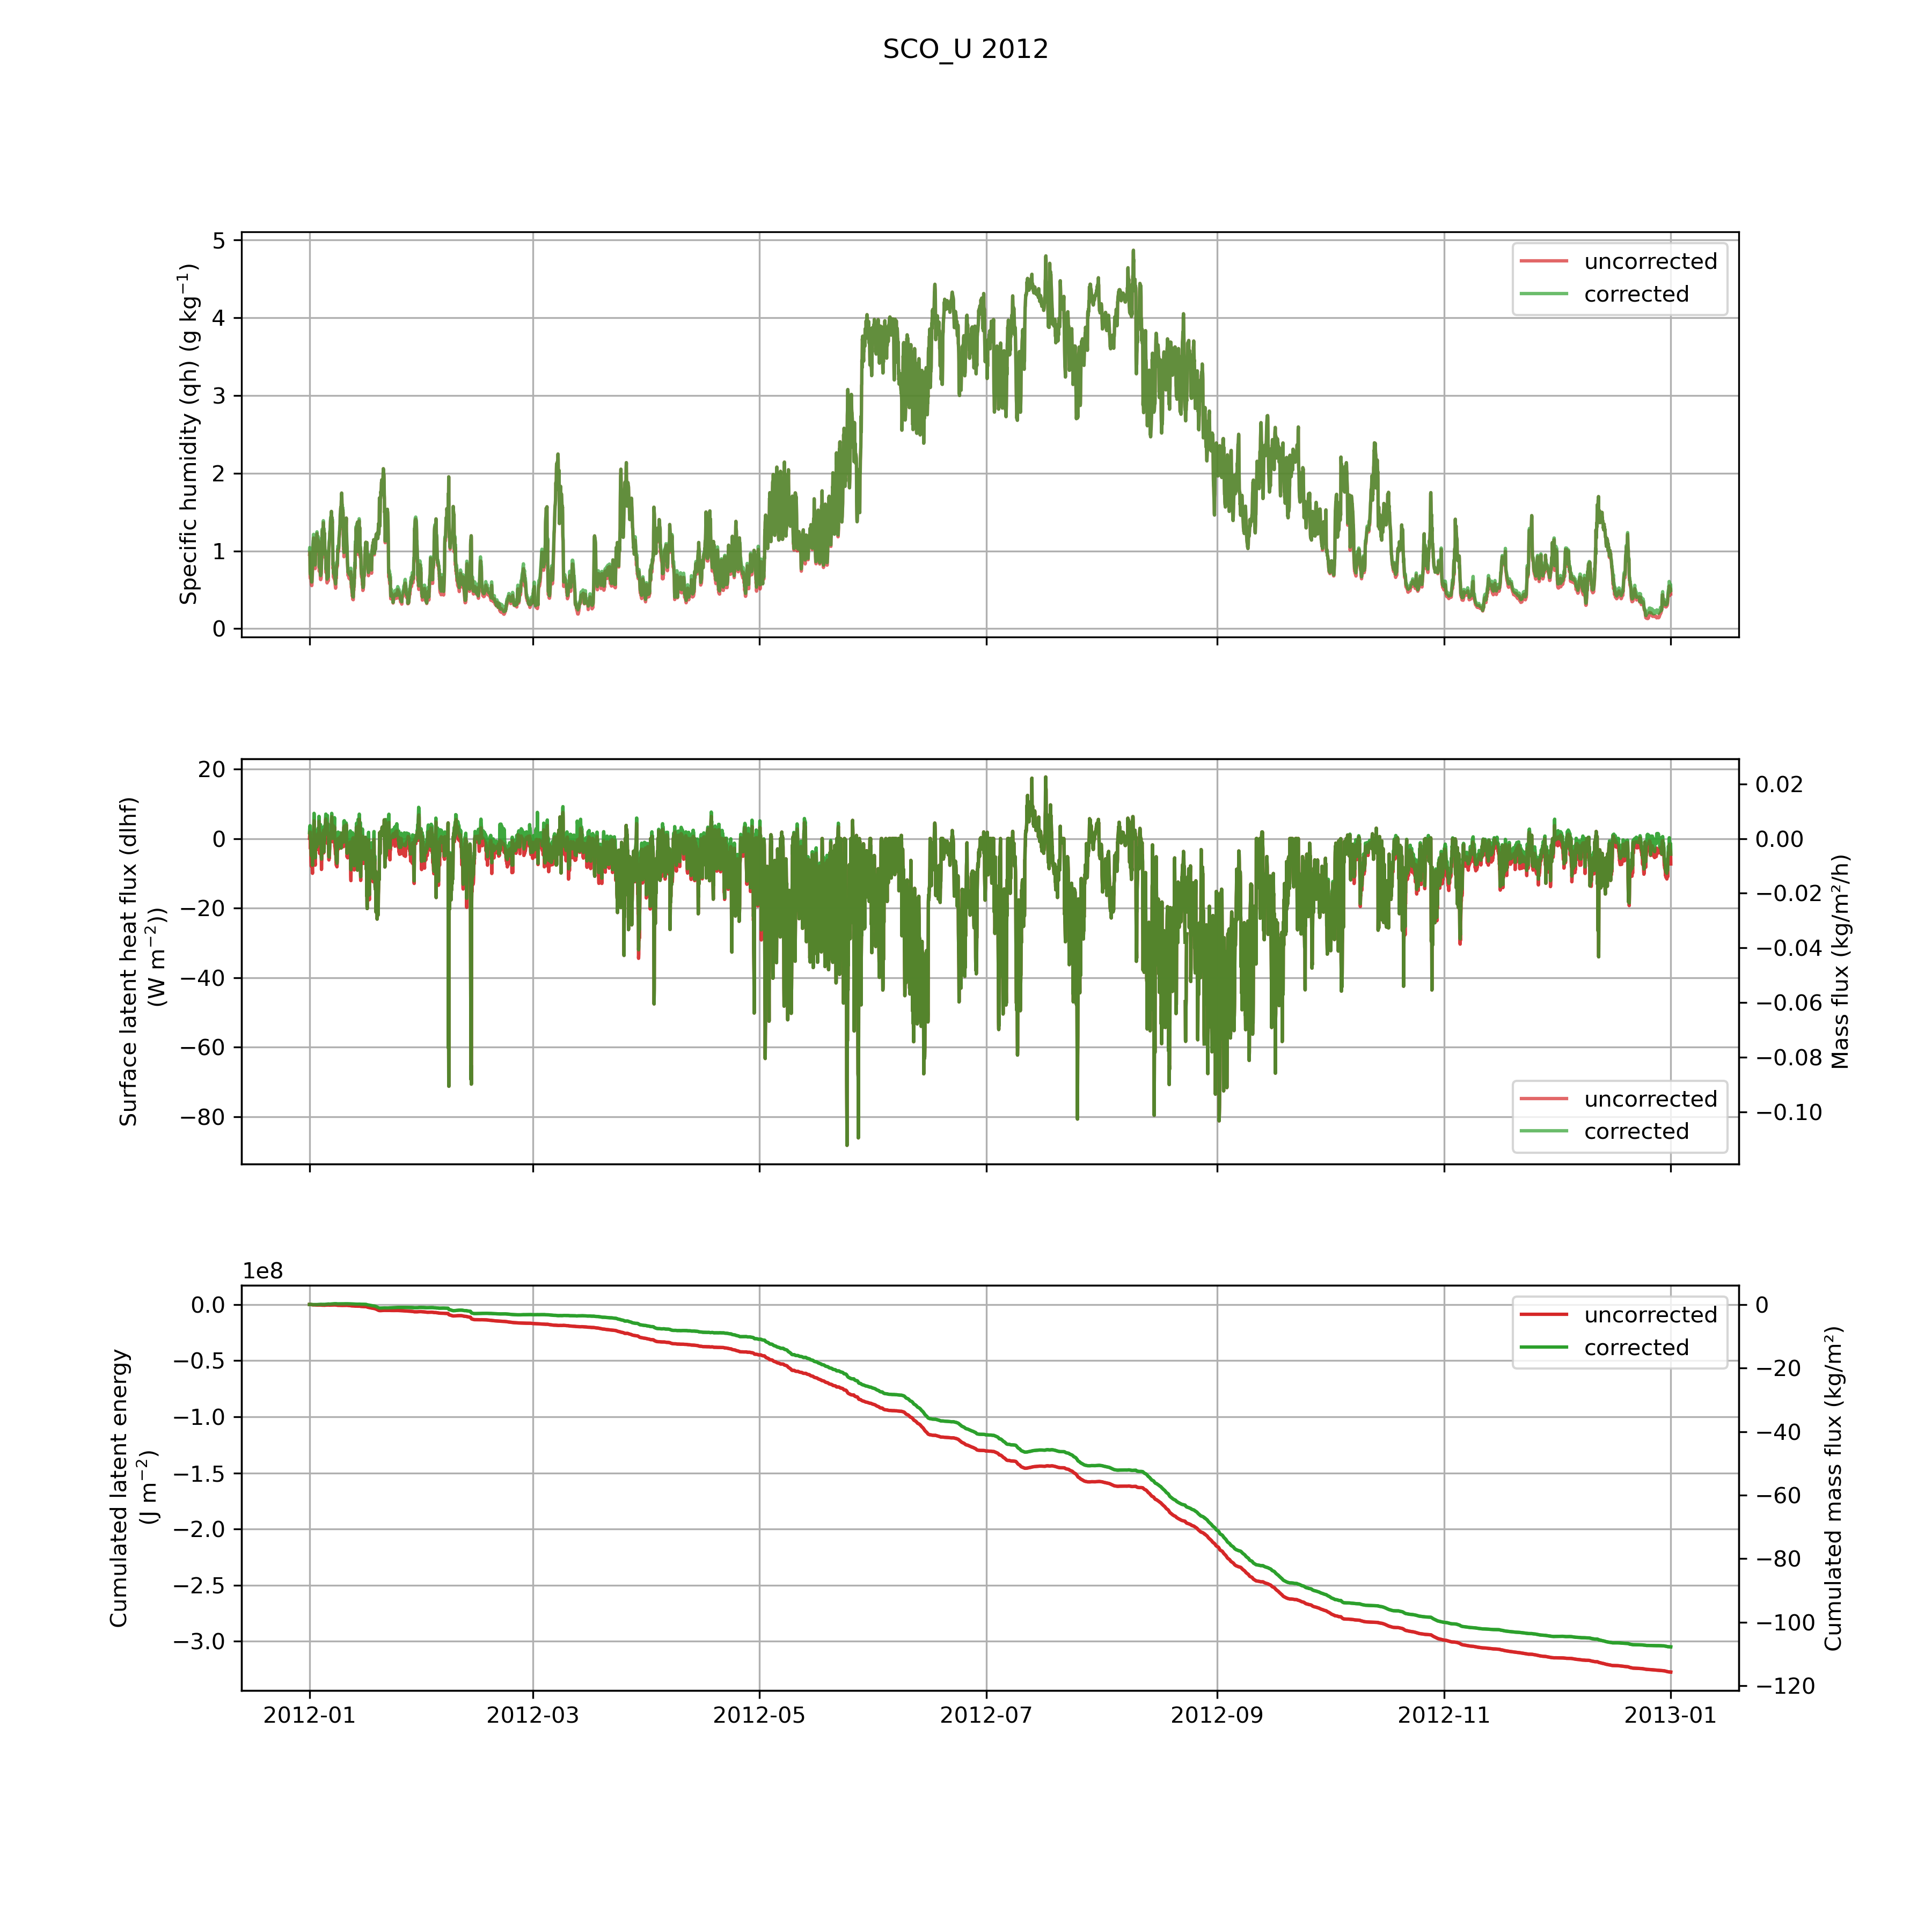 SCO_U 2012
Specific humidity (qh) (g kg⁻¹)
5
4
3
2
1
0
uncorrected
corrected
Surface latent heat flux (dlhf)
(W m⁻²))
20
0
−20
−40
−60
−80
uncorrected
corrected
0.02
0.00
−0.02
−0.04
−0.06
−0.08
−0.10
Mass flux (kg/m²/h)
1e8
Cumulated latent energy
(J m⁻²)
0.0
−0.5
−1.0
−1.5
−2.0
−2.5
−3.0
uncorrected
corrected
0
−20
−40
−60
−80
−100
−120
Cumulated mass flux (kg/m²)
2012-01 2012-03 2012-05 2012-07 2012-09 2012-11 2013-01